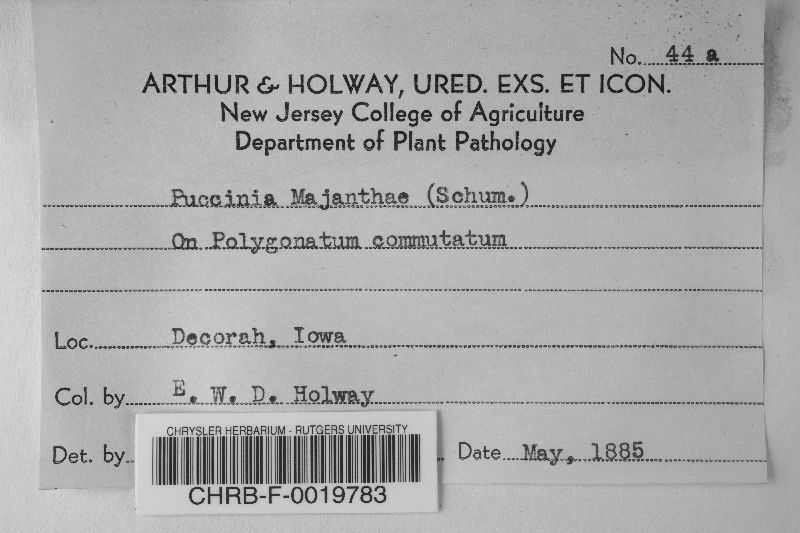 No. 44 a
ARTHUR & HOLWAY, URED. EXS. ET ICON.
New Jersey College of Agriculture
Department of Plant Pathology
Puccinia Majanthae (Schum.)
On Polygonatum commutatum
Loc. Decorah, Iowa
Col. by E. W. D. Holway
Det. by
Date May, 1885
CHRYSLER HERBARIUM - RUTGERS UNIVERSITY
CHRB-F-0019783